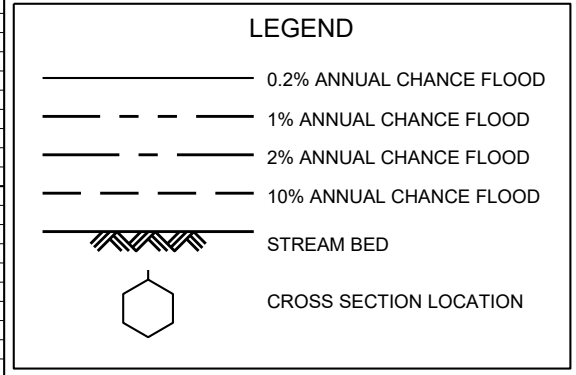 LEGEND
0.2% ANNUAL CHANCE FLOOD
1% ANNUAL CHANCE FLOOD
2% ANNUAL CHANCE FLOOD
10% ANNUAL CHANCE FLOOD
STREAM BED
CROSS SECTION LOCATION